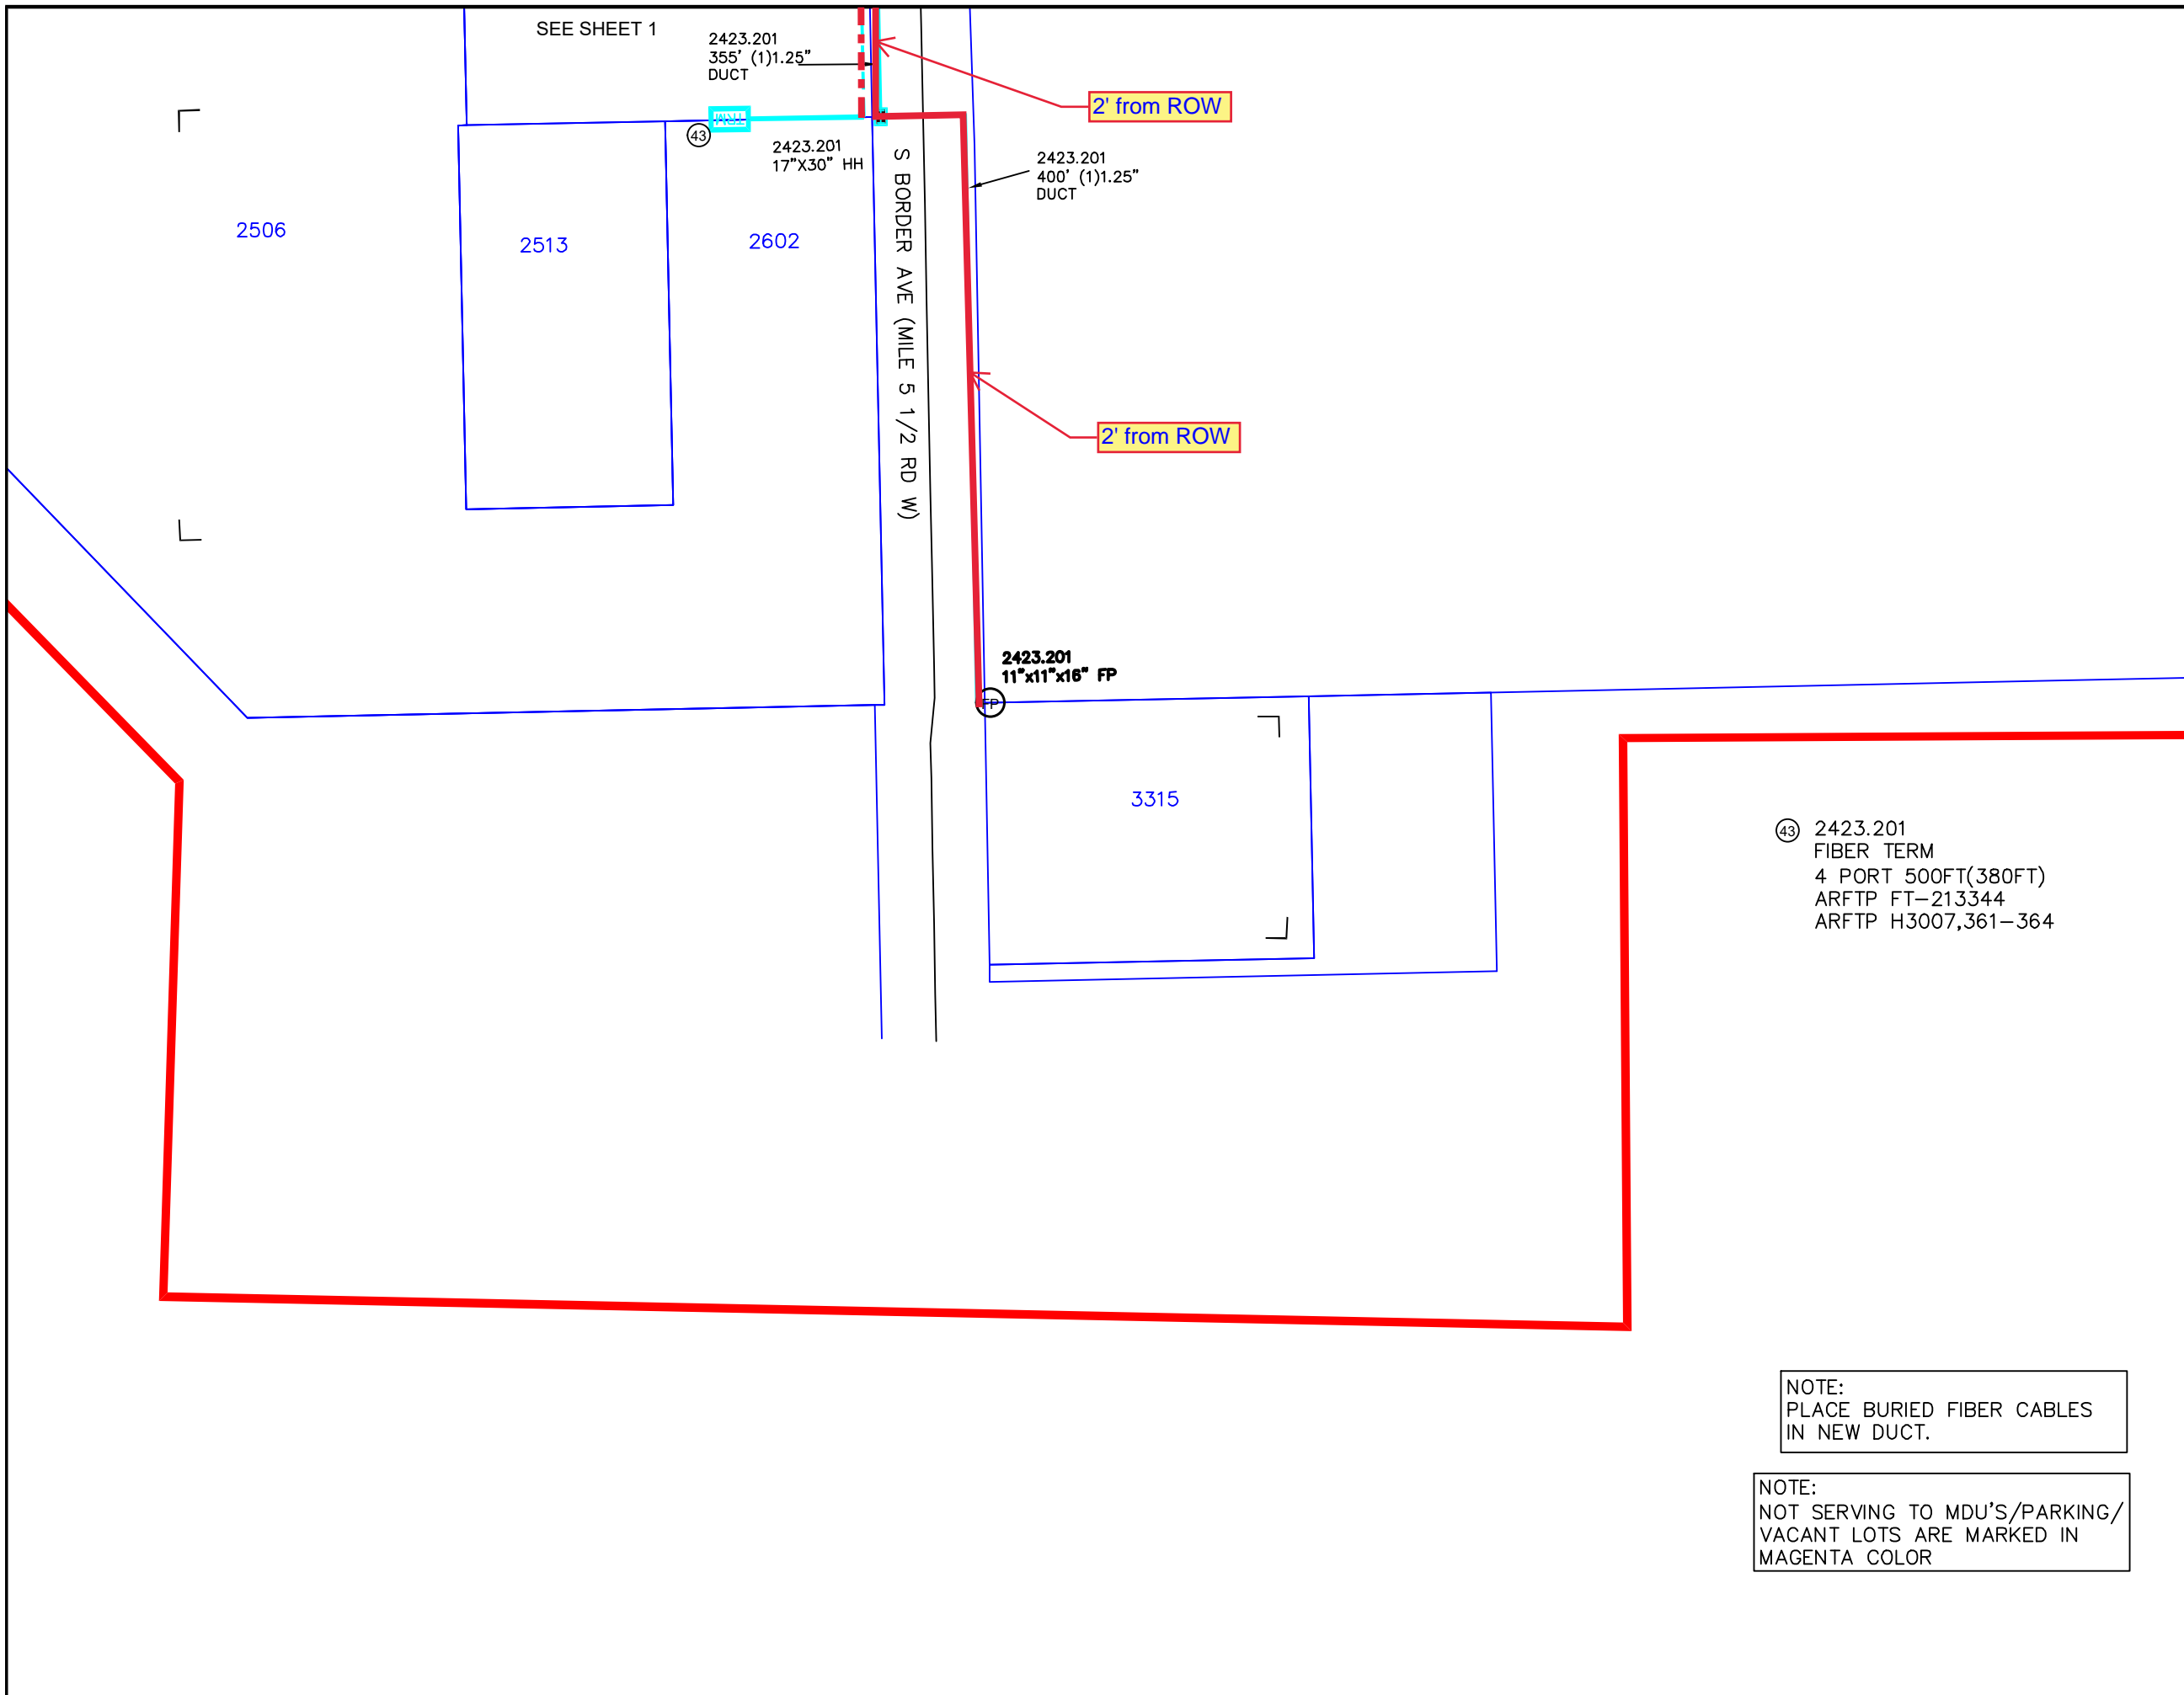 SEE SHEET 1
2423.201
355' (1)1.25"
DUCT
2' from ROW
TRM
43
2423.201
17"X30" HH
2423.201
400' (1)1.25"
DUCT
S BORDER AVE (MILE 5 1/2 RD W)
2506
2513
2602
2' from ROW
2423.201
11"x11"x16" FP
FP
3315
43 2423.201
FIBER TERM
4 PORT 500FT(380FT)
ARFTP FT-213344
ARFTP H3007,361-364
NOTE:
PLACE BURIED FIBER CABLES
IN NEW DUCT.
NOTE:
NOT SERVING TO MDU'S/PARKING/
VACANT LOTS ARE MARKED IN
MAGENTA COLOR